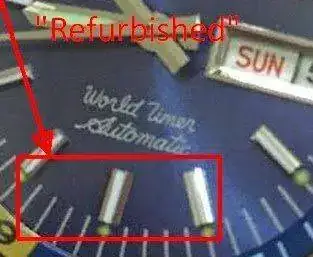 "Refurbished"
SUN
World Timer
Automatic